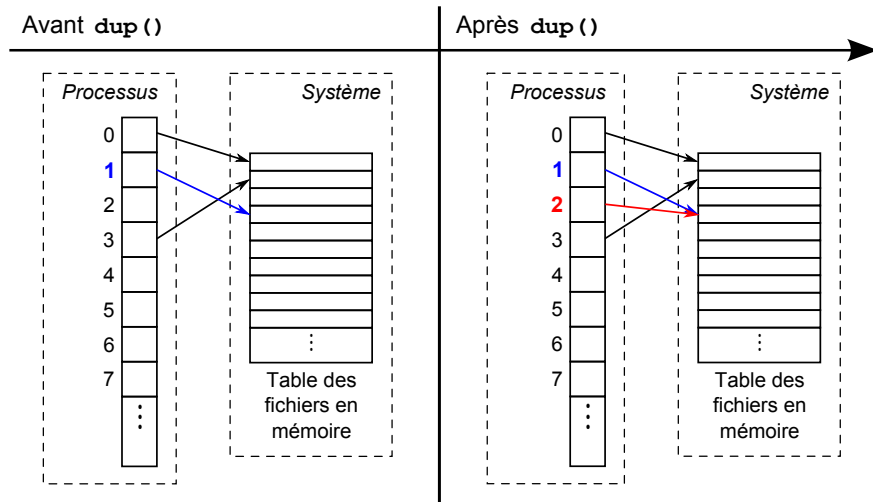 Avant dup()
Processus
Système
0
1
2
3
4
5
6
7
⋮
⋮
Table des
fichiers en
mémoire
Après dup()
Processus
Système
0
1
2
3
4
5
6
7
⋮
⋮
Table des
fichiers en
mémoire